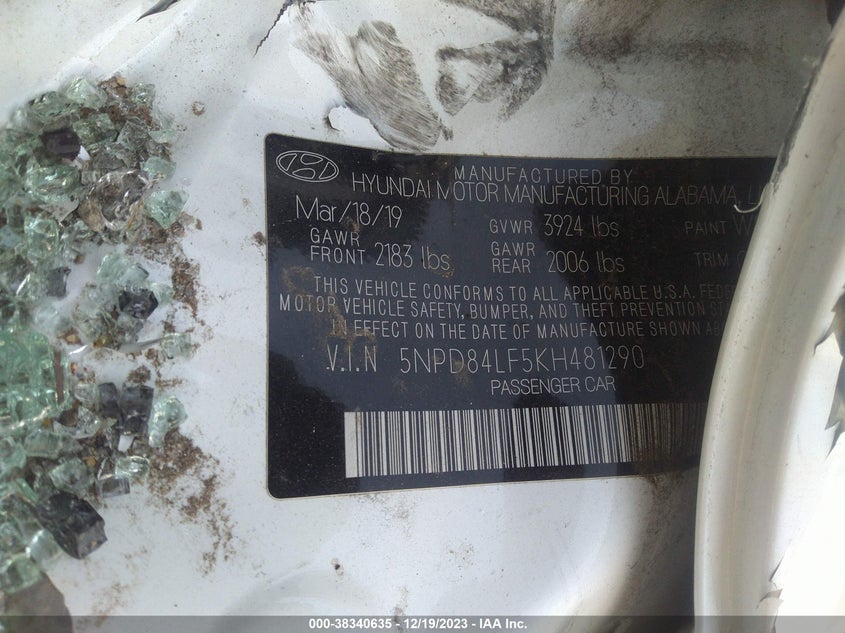 MANUFACTURED BY
HYUNDAI MOTOR MANUFACTURING ALABAMA,
Mar/18/19 GVWR 3924 lbs PAINT
GAWR FRONT 2183 lbs GAWR REAR 2006 lbs TRIM
THIS VEHICLE CONFORMS TO ALL APPLICABLE U.S.A.
MOTOR VEHICLE SAFETY, BUMPER, AND THEFT PREVENTION
IN EFFECT ON THE DATE OF MANUFACTURE SHOWN
V.I.N 5NPD84LF5KH481290
PASSENGER CAR
000-38340635 - 12/19/2023 - IAA Inc.